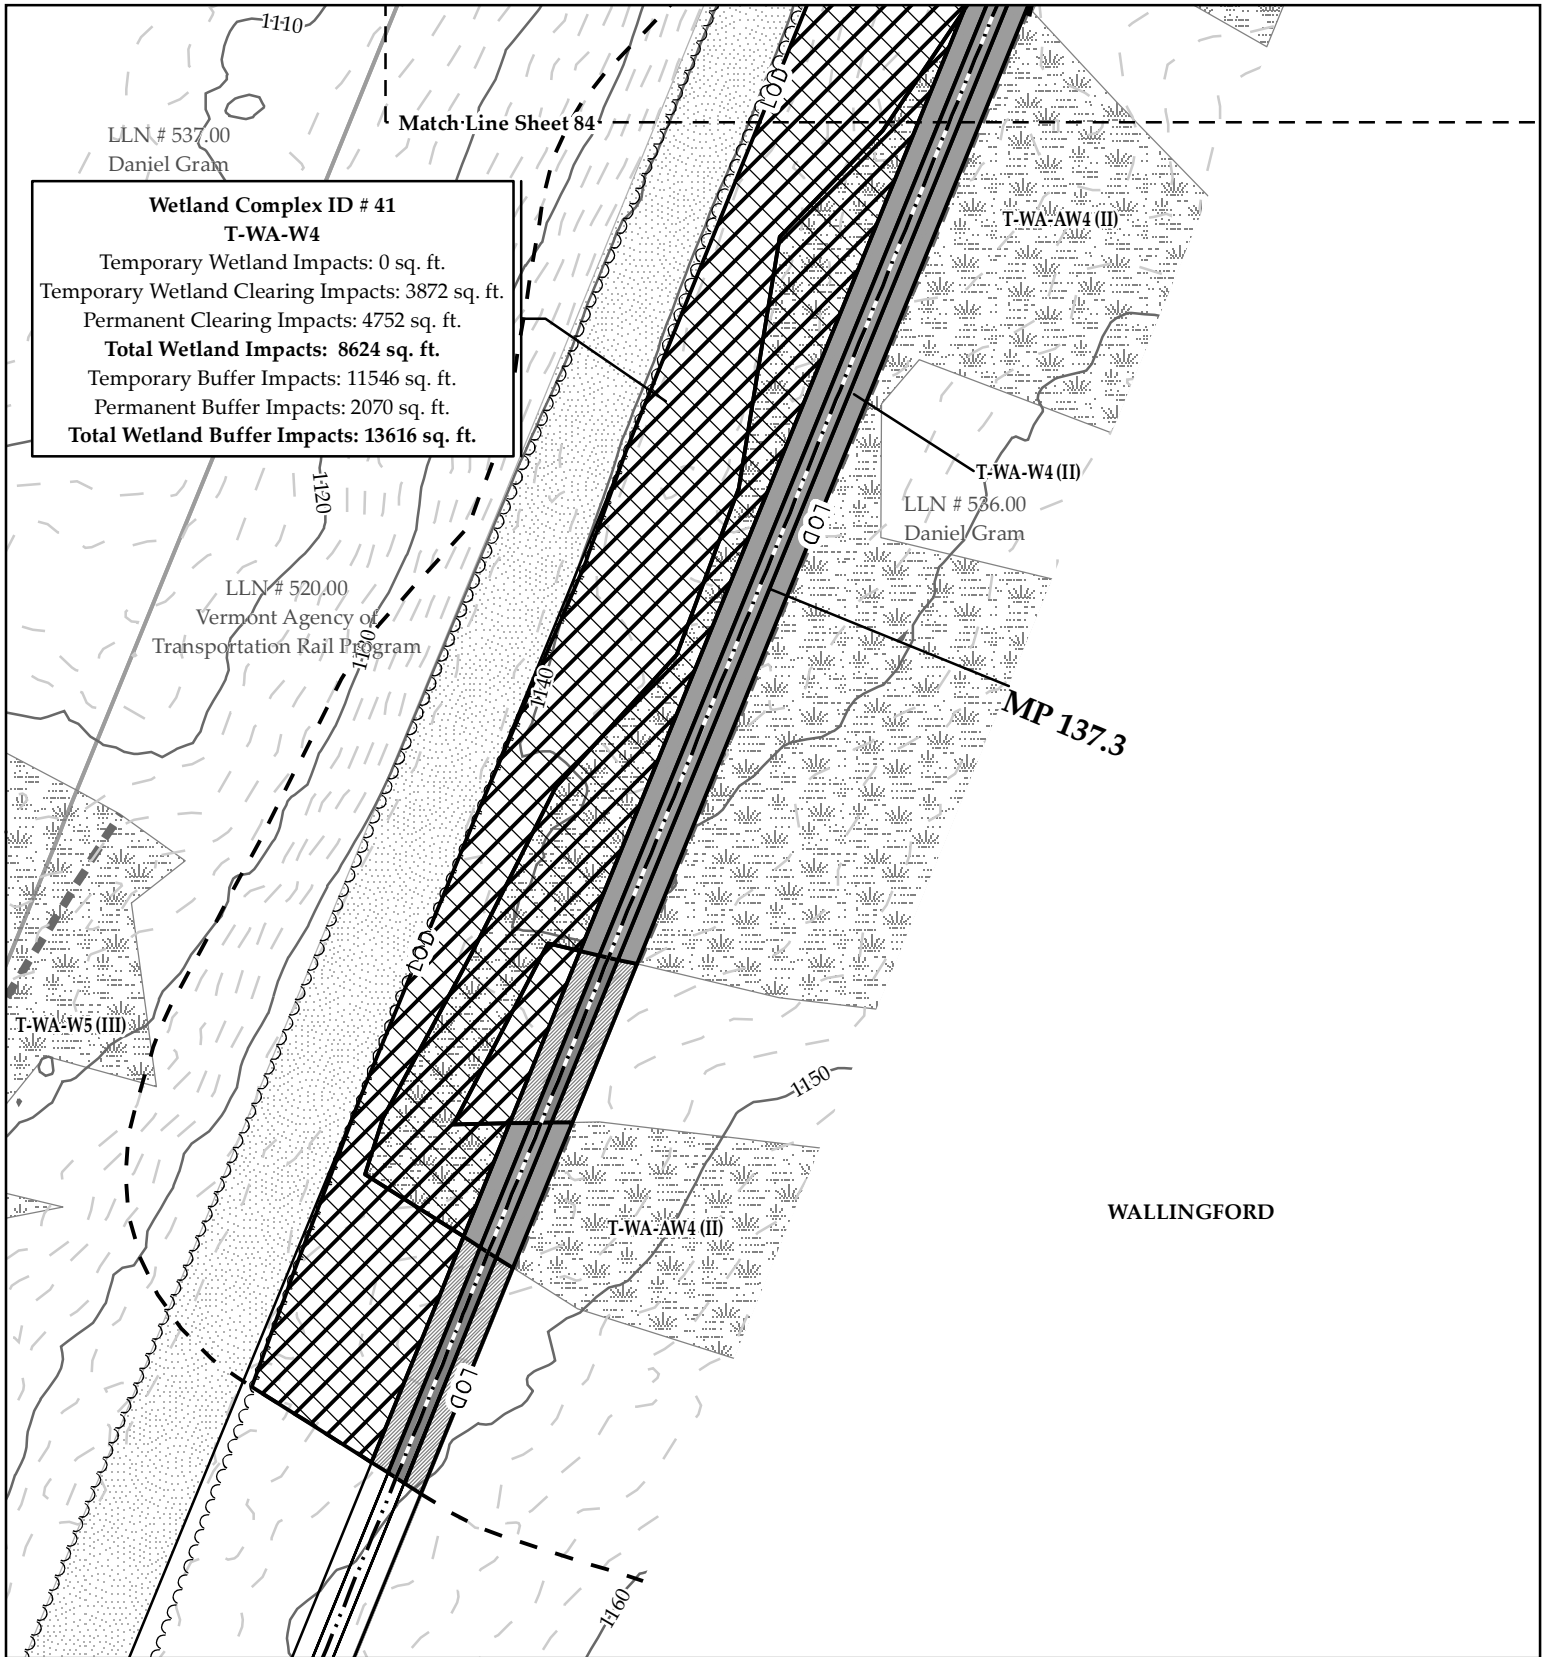 1110
LLN # 537.00
Daniel Gram
Match Line Sheet 84
LOD
Wetland Complex ID # 41
T-WA-W4
Temporary Wetland Impacts: 0 sq. ft.
Temporary Wetland Clearing Impacts: 3872 sq. ft.
Permanent Clearing Impacts: 4752 sq. ft.
Total Wetland Impacts: 8624 sq. ft.
Temporary Buffer Impacts: 11546 sq. ft.
Permanent Buffer Impacts: 2070 sq. ft.
Total Wetland Buffer Impacts: 13616 sq. ft.
T-WA-AW4 (II)
T-WA-W4 (II)
LLN # 536.00
Daniel Gram
1120
LOD
LLN # 520.00
Vermont Agency of
Transportation Rail Program
1130
1140
MP 137.3
LOD
T-WA-W5 (III)
1150
T-WA-AW4 (II)
WALLINGFORD
LOD
1160